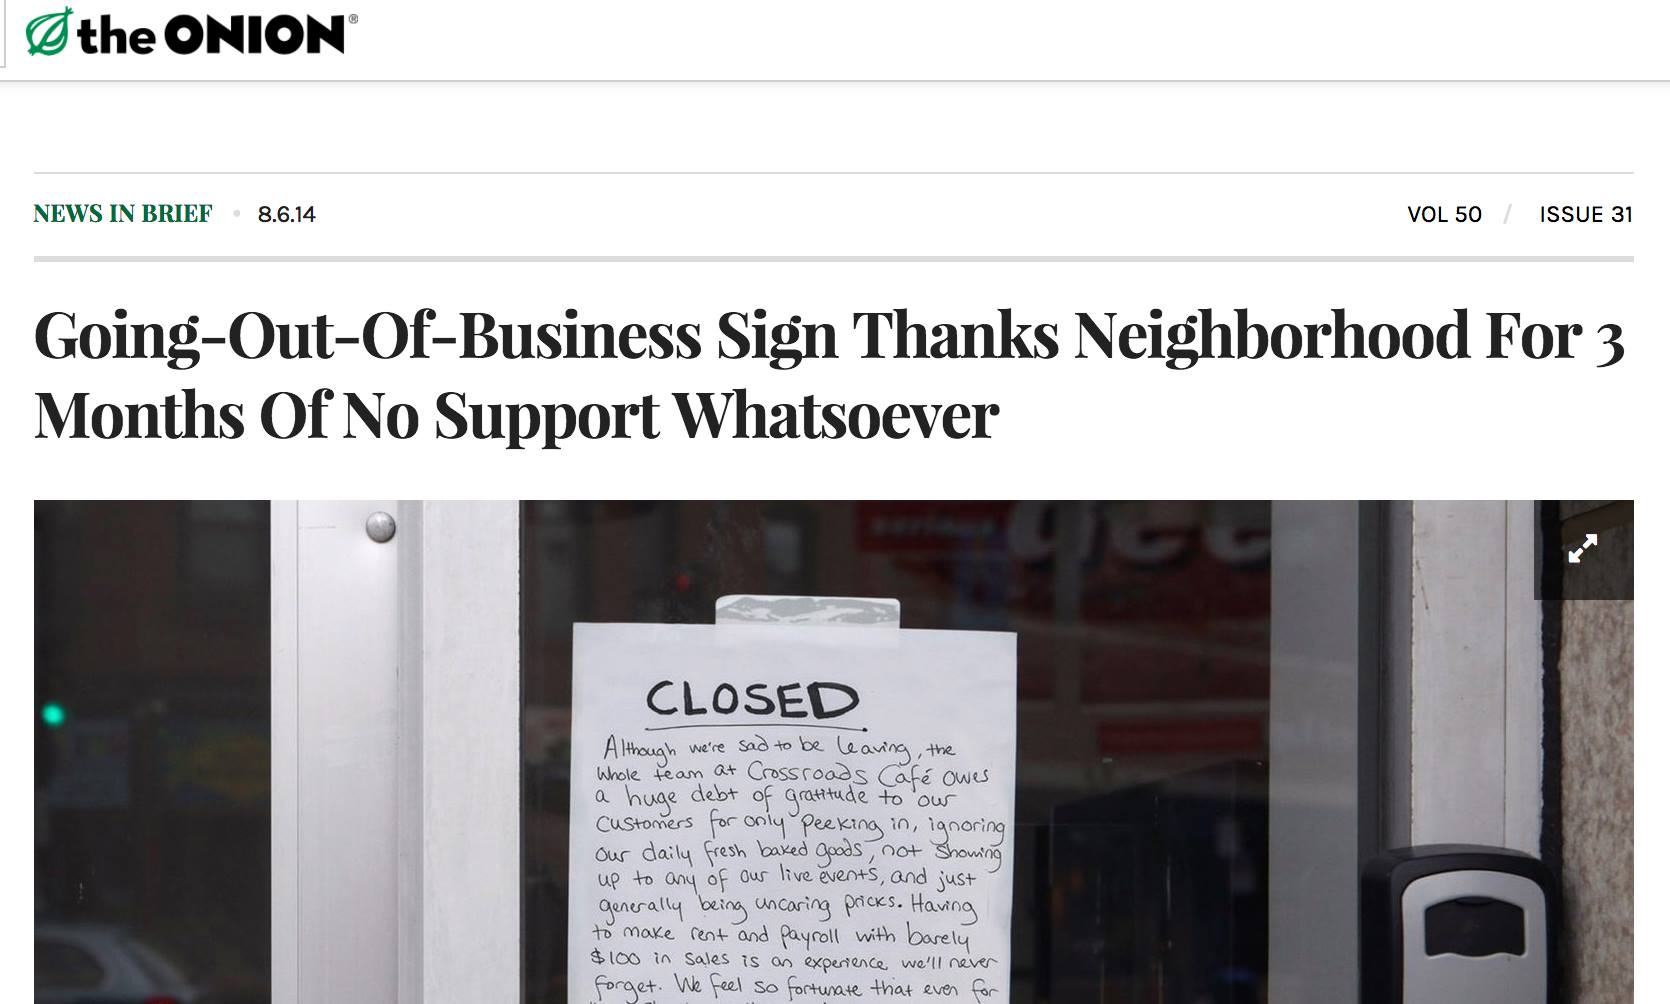 the ONION®
NEWS IN BRIEF • 8.6.14
VOL 50 / ISSUE 31
Going-Out-Of-Business Sign Thanks Neighborhood For 3
Months Of No Support Whatsoever
CLOSED
Although we're sad to be leaving, the
whole team at Crossroads Café owes
a huge debt of gratitude to our
customers for only peeking in, ignoring
our daily fresh baked goods, not showing
up to any of our live events, and just
generally being uncaring pricks. Having
to make rent and payroll with barely
$100 in sales is an experience we'll never
forget. We feel so fortunate that even for